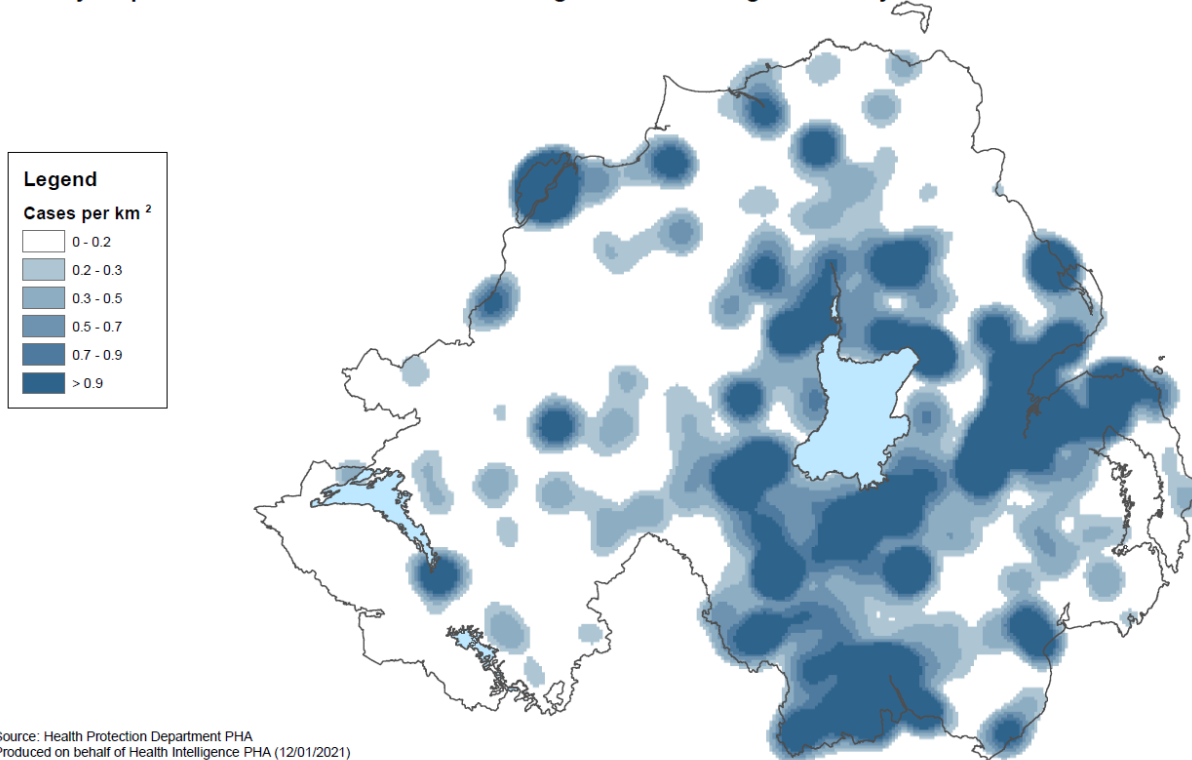 Legend
Cases per km ²
0 - 0.2
0.2 - 0.3
0.3 - 0.5
0.5 - 0.7
0.7 - 0.9
> 0.9
Source: Health Protection Department PHA
Produced on behalf of Health Intelligence PHA (12/01/2021)